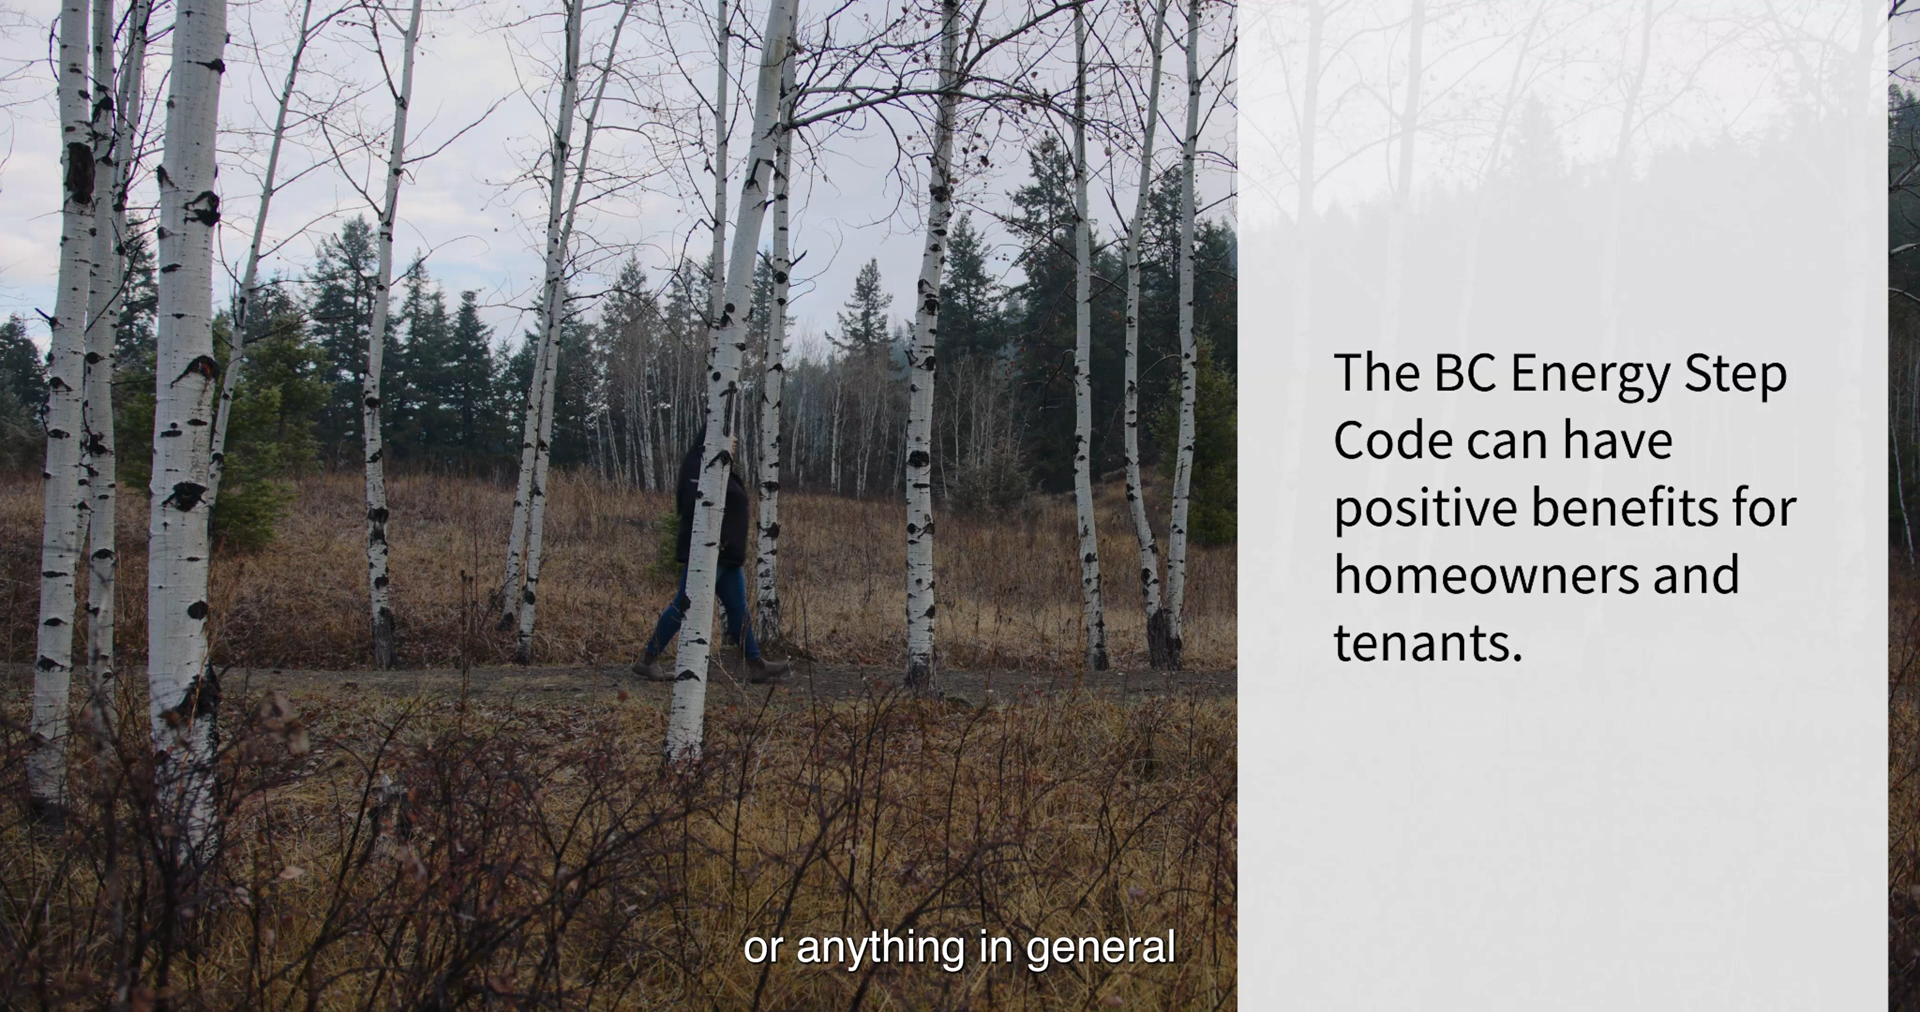 The BC Energy Step
Code can have
positive benefits for
homeowners and
tenants.
or anything in general